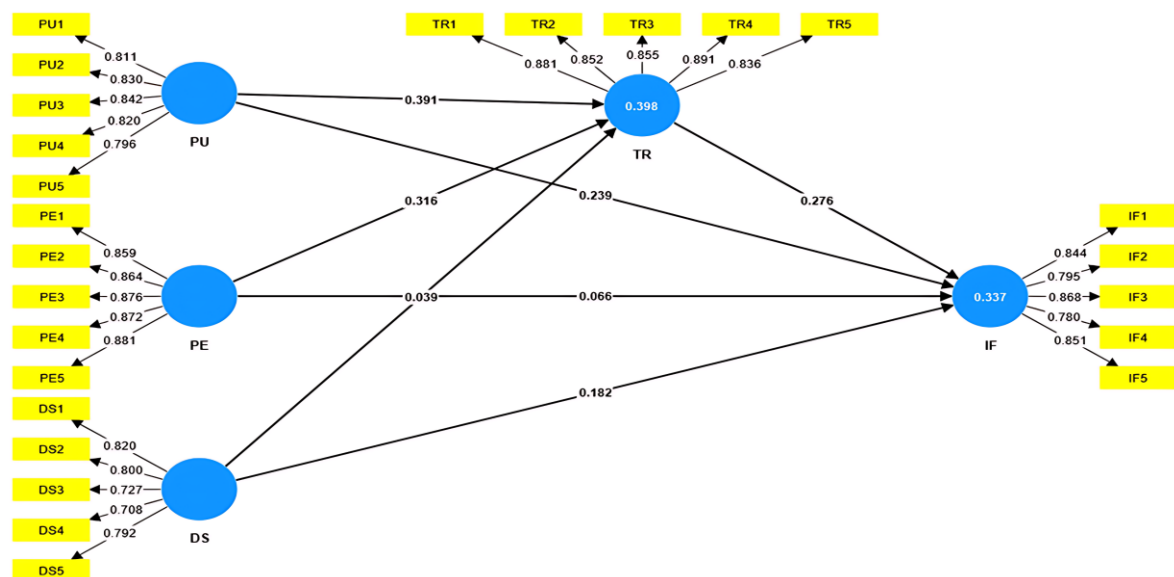 PU1
PU2
PU3
PU4
PU5
0.811
0.830
0.842
0.820
0.796
PU
TR1
TR2
TR3
TR4
TR5
0.881
0.852
0.855
0.891
0.836
0.398
TR
0.391
0.239
0.316
0.276
PE1
PE2
PE3
PE4
PE5
0.859
0.864
0.876
0.872
0.881
PE
0.039
0.066
0.182
IF1
IF2
IF3
IF4
IF5
0.844
0.795
0.868
0.780
0.851
0.337
IF
DS1
DS2
DS3
DS4
DS5
0.820
0.800
0.727
0.708
0.792
DS